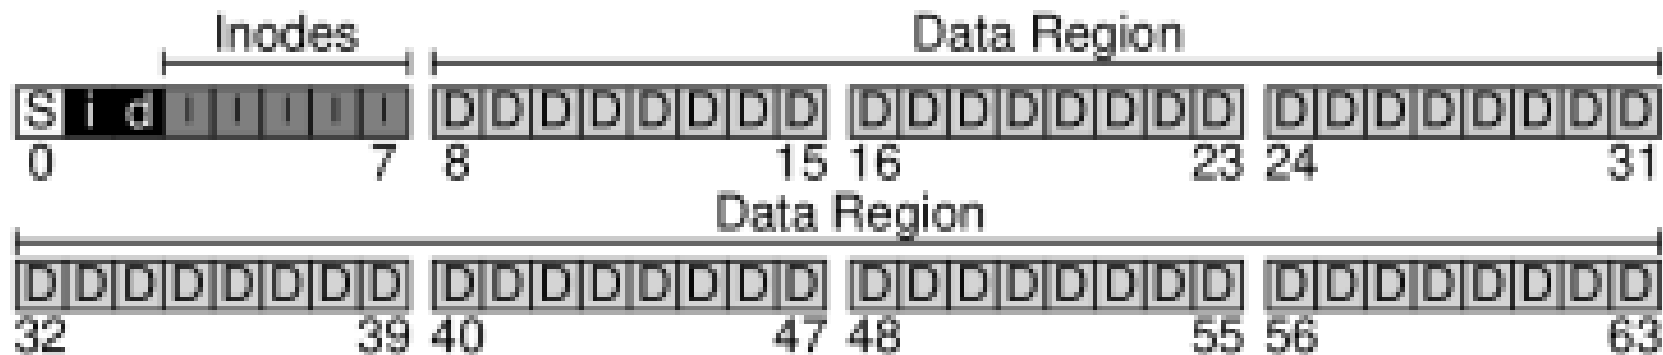 Inodes Data Region
S i d I I I I I D D D D D D D D D D D D D D D D D D D D D D D D
0 7 8 15 16 23 24 31
Data Region
D D D D D D D D D D D D D D D D D D D D D D D D D D D D D D D D
32 39 40 47 48 55 56 63